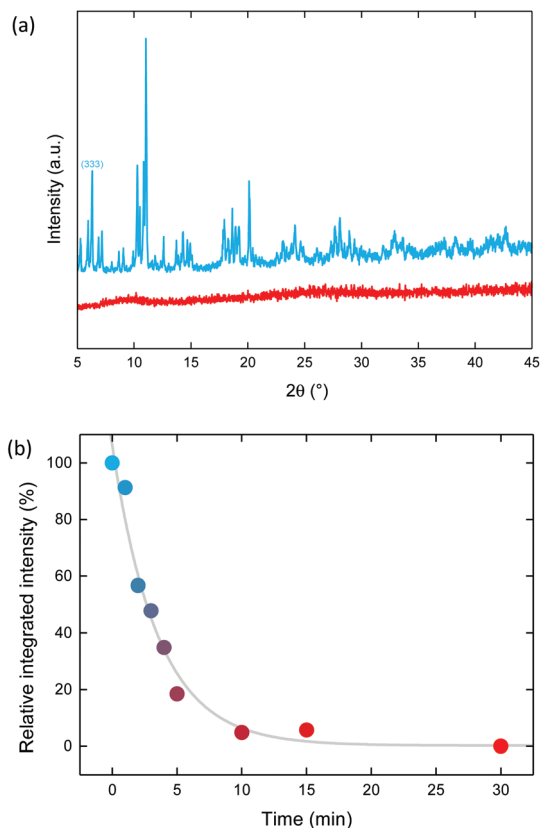 (a)
Intensity (a.u.)
(333)
5 10 15 20 25 30 35 40 45
2θ (°)
(b)
Relative integrated intensity (%)
100
80
60
40
20
0
0 5 10 15 20 25 30
Time (min)